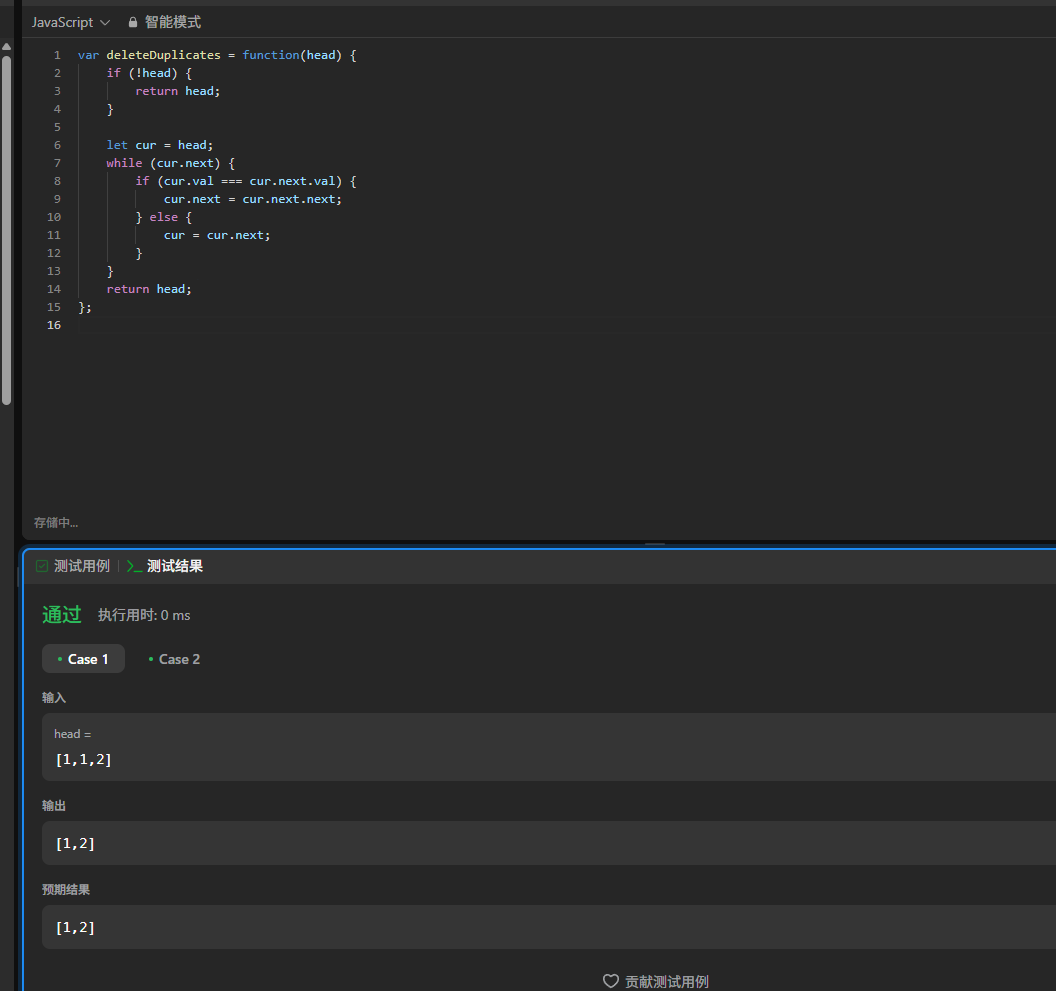 JavaScript 智能模式
1 var deleteDuplicates = function(head) {
2 if (!head) {
3 return head;
4 }
5
6 let cur = head;
7 while (cur.next) {
8 if (cur.val === cur.next.val) {
9 cur.next = cur.next.next;
10 } else {
11 cur = cur.next;
12 }
13 }
14 return head;
15 };
16
存储中...
测试用例 | >_ 测试结果
通过 执行用时: 0 ms
• Case 1 • Case 2
输入
head =
[1,1,2]
输出
[1,2]
预期结果
[1,2]
贡献测试用例